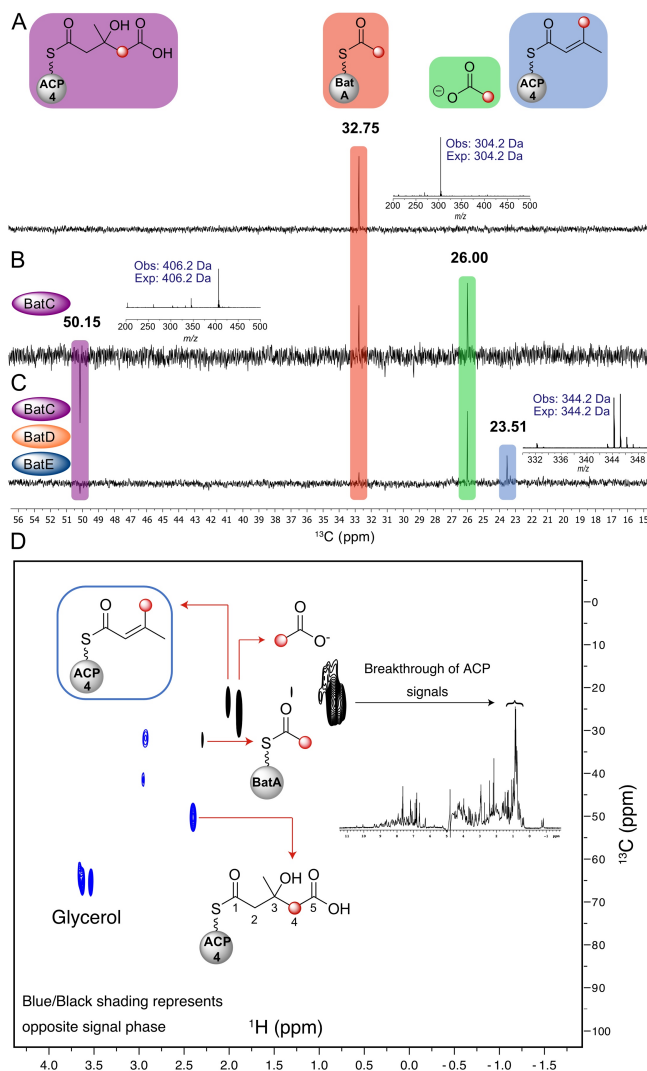 A
O
OH
O
S
OH
ACP
4
O
S
Bat
A
O
⊖
O
O
S
ACP
4
32.75
Obs: 304.2 Da
Exp: 304.2 Da
200 250 300 350 400 450 500
m/z
B
26.00
Obs: 406.2 Da
Exp: 406.2 Da
BatC
50.15
200 250 300 350 400 450 500
m/z
C
BatC
Obs: 344.2 Da
Exp: 344.2 Da
23.51
BatD
BatE
332 336 340 344 348
m/z
56 54 55 53 52 51 50 49 48 47 46 45 44 43 42 41 40 39 38 37 36 35 34 33 32 31 30 29 28 27 26 25 24 23 22 21 20 19 18 17 16 15
13C (ppm)
D
O
S
ACP
4
O
O-
Breakthrough of ACP
signals
O
S
BatA
O
OH
O
S
1
2
3
4
5
OH
ACP
4
Glycerol
Blue/Black shading represents
opposite signal phase
1H (ppm)
0
10
20
30
40
50
60
70
80
90
100
13C (ppm)
4.0 3.5 3.0 2.5 2.0 1.5 1.0 0.5 0.0 -0.5 -1.0 -1.5